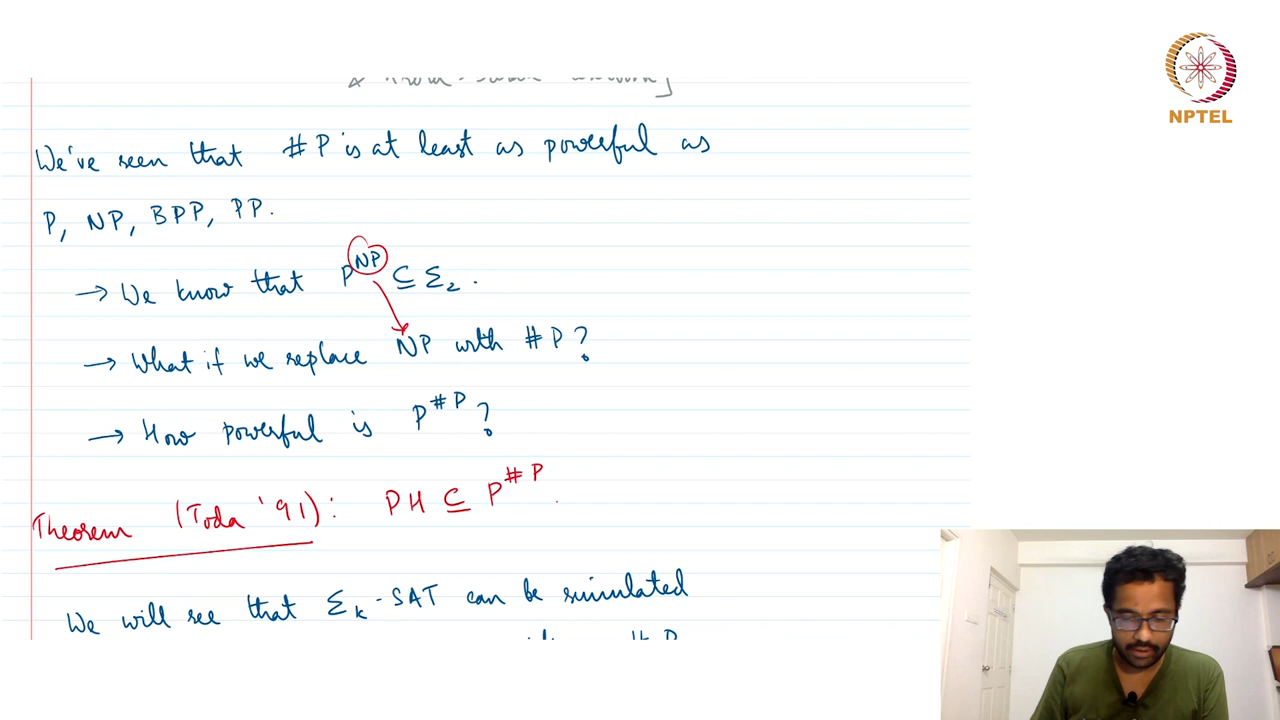 NPTEL
We've seen that #P is at least as powerful as
P, NP, BPP, PP.
→ We know that P^NP ⊆ Σ₂.
→ What if we replace NP with #P?
→ How powerful is P^#P?
Theorem (Toda '91): PH ⊆ P^#P.
We will see that Σₖ-SAT can be simulated